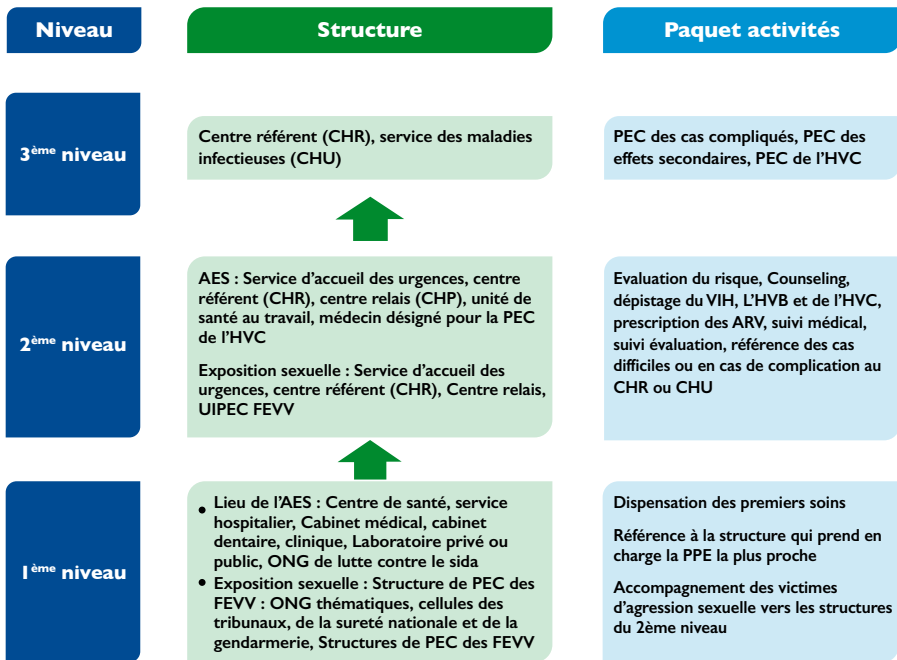 Niveau
Structure
Paquet activités
3ème niveau
Centre référent (CHR), service des maladies
infectieuses (CHU)
PEC des cas compliqués, PEC des
effets secondaires, PEC de l'HVC
2ème niveau
AES : Service d'accueil des urgences, centre
référent (CHR), centre relais (CHP), unité de
santé au travail, médecin désigné pour la PEC
de l'HVC
Exposition sexuelle : Service d'accueil des
urgences, centre référent (CHR), Centre relais,
UIPEC FEVV
Evaluation du risque, Counseling,
dépistage du VIH, L'HVB et de l'HVC,
prescription des ARV, suivi médical,
suivi évaluation, référence des cas
difficiles ou en cas de complication au
CHR ou CHU
1ème niveau
• Lieu de l'AES : Centre de santé, service
hospitalier, Cabinet médical, cabinet
dentaire, clinique, Laboratoire privé ou
public, ONG de lutte contre le sida
• Exposition sexuelle : Structure de PEC des
FEVV : ONG thématiques, cellules des
tribunaux, de la sureté nationale et de la
gendarmerie, Structures de PEC des FEVV
Dispensation des premiers soins
Référence à la structure qui prend en
charge la PPE la plus proche
Accompagnement des victimes
d'agression sexuelle vers les structures
du 2ème niveau